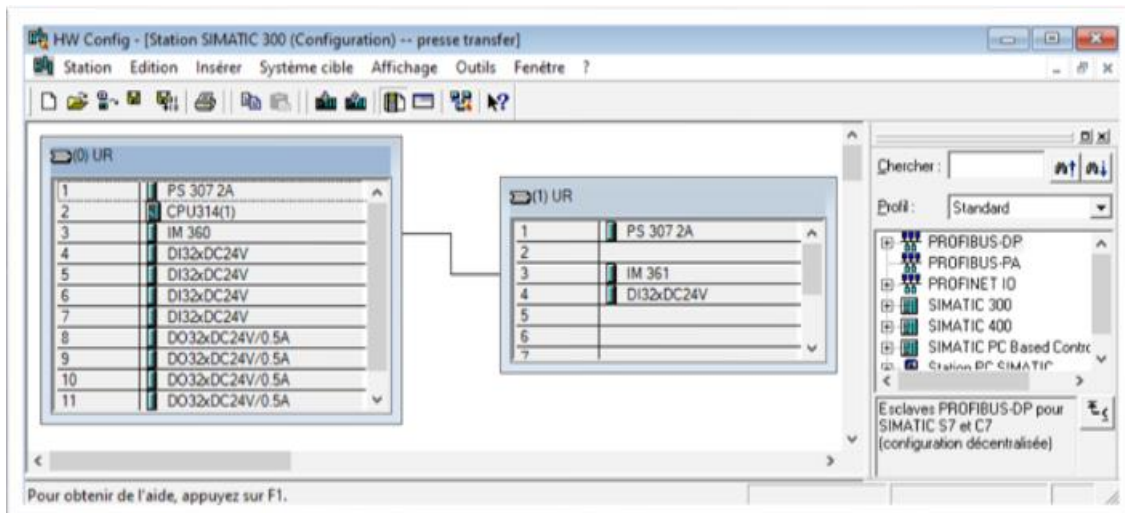 HW Config - [Station SIMATIC 300 (Configuration) -- presse transfer]
Station Edition Insérer Système cible Affichage Outils Fenêtre ?
(0) UR
1 PS 307 2A
2 CPU314(1)
3 IM 360
4 DI32xDC24V
5 DI32xDC24V
6 DI32xDC24V
7 DI32xDC24V
8 DO32xDC24V/0.5A
9 DO32xDC24V/0.5A
10 DO32xDC24V/0.5A
11 DO32xDC24V/0.5A
(1) UR
1 PS 307 2A
2
3 IM 361
4 DI32xDC24V
5
6
7
Chercher :
Profil : Standard
PROFIBUS-DP
PROFIBUS-PA
PROFINET IO
SIMATIC 300
SIMATIC 400
SIMATIC PC Based Contrc
Station PC SIMATIC
Esclaves PROFIBUS-DP pour
SIMATIC S7 et C7
(configuration décentralisée)
Pour obtenir de l'aide, appuyez sur F1.